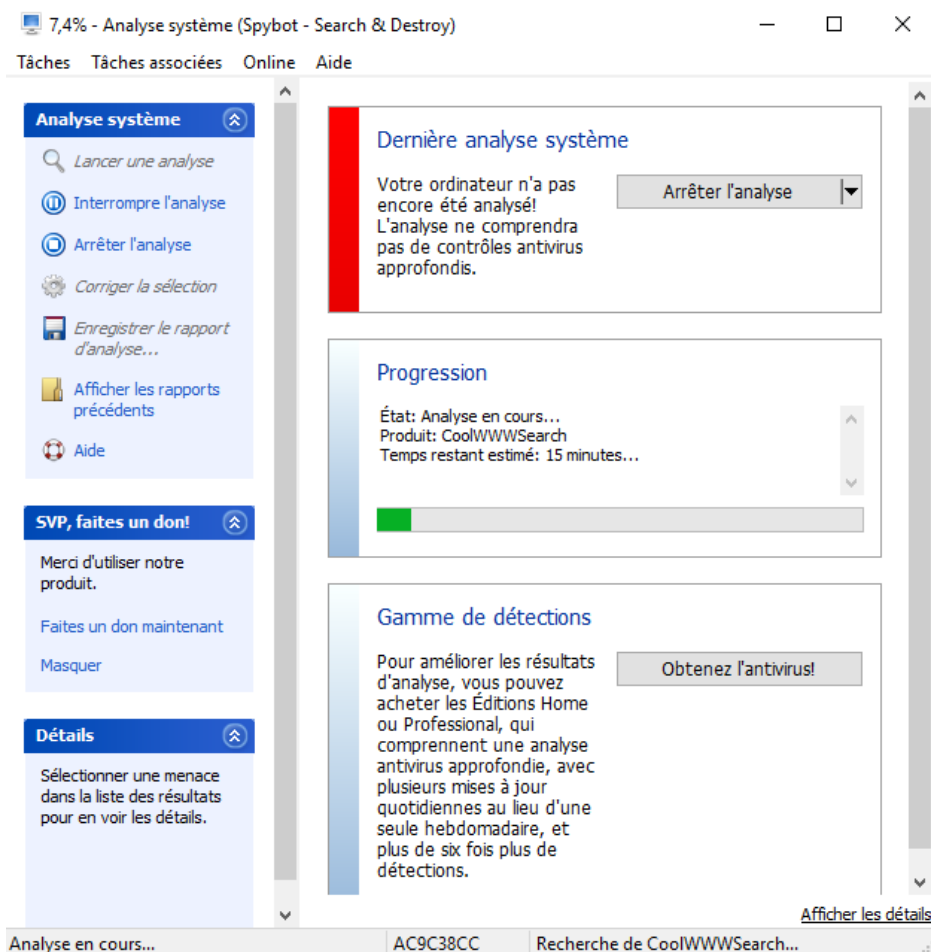 7,4% - Analyse système (Spybot - Search & Destroy)
Tâches Tâches associées Online Aide
Analyse système
Lancer une analyse
Interrompre l'analyse
Arrêter l'analyse
Corriger la sélection
Enregistrer le rapport
d'analyse...
Afficher les rapports
précédents
Aide
SVP, faites un don!
Merci d'utiliser notre
produit.
Faites un don maintenant
Masquer
Détails
Sélectionner une menace
dans la liste des résultats
pour en voir les détails.
Dernière analyse système
Votre ordinateur n'a pas
encore été analysé!
L'analyse ne comprendra
pas de contrôles antivirus
approfondis.
Arrêter l'analyse
Progression
État: Analyse en cours...
Produit: CoolWWWSearch
Temps restant estimé: 15 minutes...
Gamme de détections
Pour améliorer les résultats
d'analyse, vous pouvez
acheter les Éditions Home
ou Professional, qui
comprennent une analyse
antivirus approfondie, avec
plusieurs mises à jour
quotidiennes au lieu d'une
seule hebdomadaire, et
plus de six fois plus de
détections.
Obtenez l'antivirus!
Afficher les détails
Analyse en cours... AC9C38CC Recherche de CoolWWWSearch...